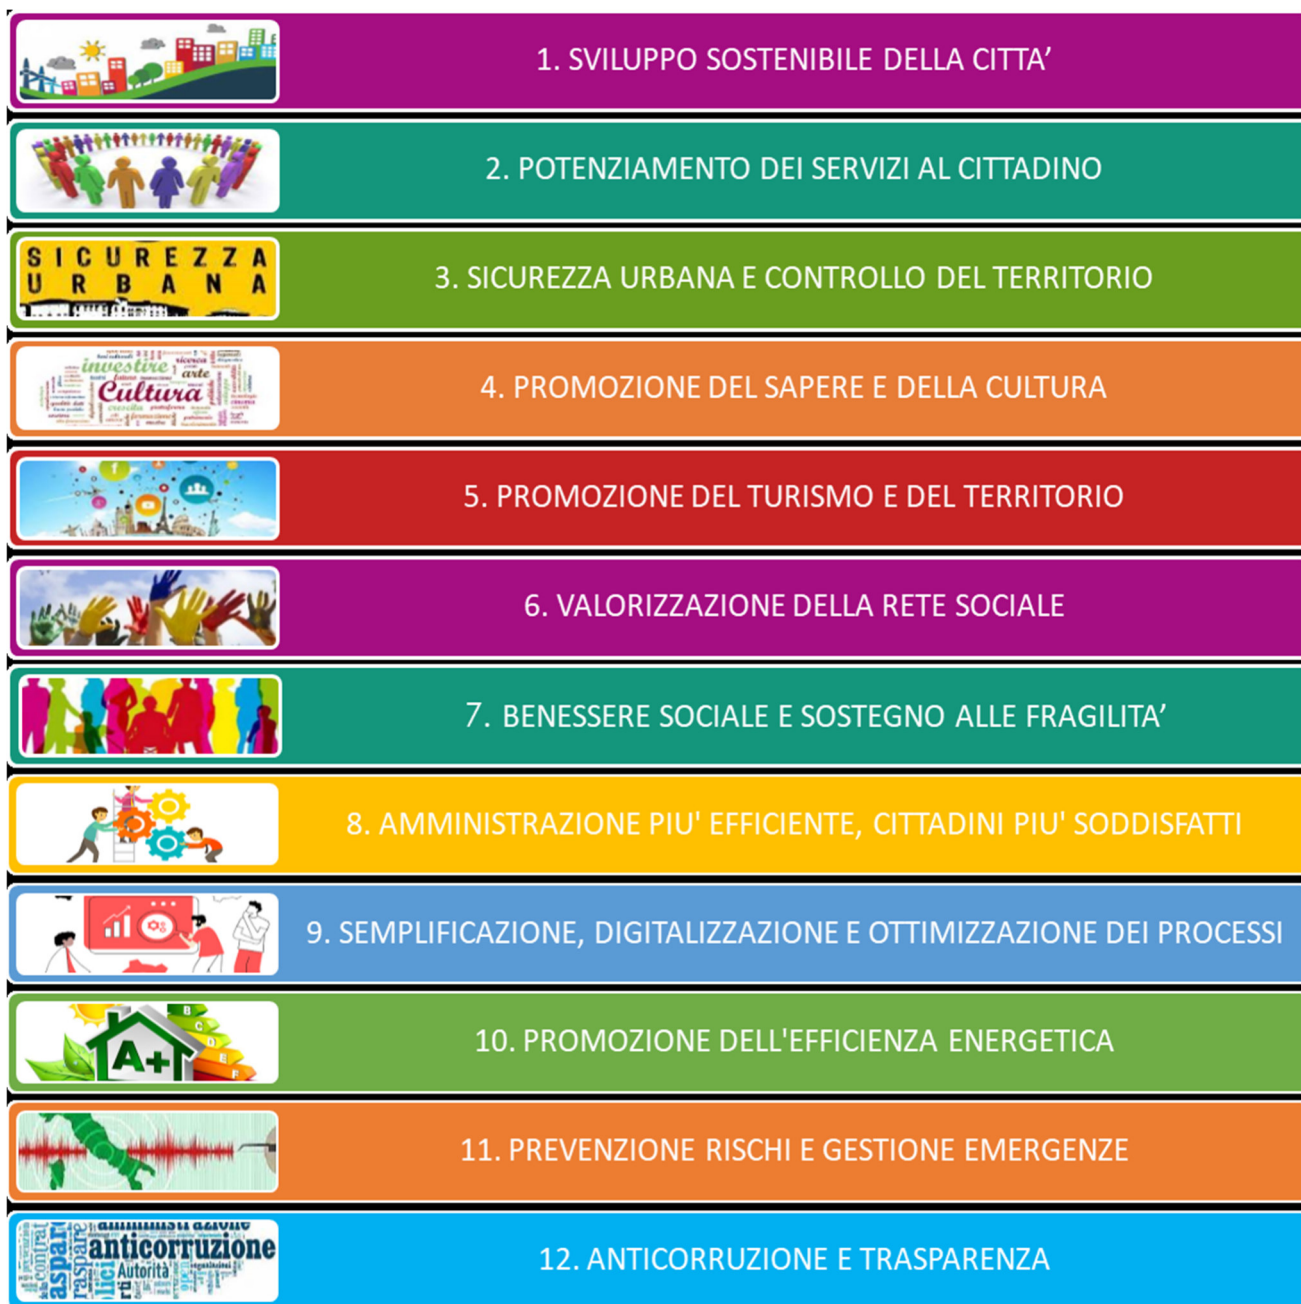 1. SVILUPPO SOSTENIBILE DELLA CITTA’
2. POTENZIAMENTO DEI SERVIZI AL CITTADINO
SICUREZZA
URBANA
3. SICUREZZA URBANA E CONTROLLO DEL TERRITORIO
investire
ricerca
arte
Cultura
crescita
4. PROMOZIONE DEL SAPERE E DELLA CULTURA
5. PROMOZIONE DEL TURISMO E DEL TERRITORIO
6. VALORIZZAZIONE DELLA RETE SOCIALE
7. BENESSERE SOCIALE E SOSTEGNO ALLE FRAGILITA’
8. AMMINISTRAZIONE PIU' EFFICIENTE, CITTADINI PIU' SODDISFATTI
9. SEMPLIFICAZIONE, DIGITALIZZAZIONE E OTTIMIZZAZIONE DEI PROCESSI
A+
B
C
D
E
F
10. PROMOZIONE DELL'EFFICIENZA ENERGETICA
11. PREVENZIONE RISCHI E GESTIONE EMERGENZE
amministrazione
anticorruzione
Autorità
12. ANTICORRUZIONE E TRASPARENZA